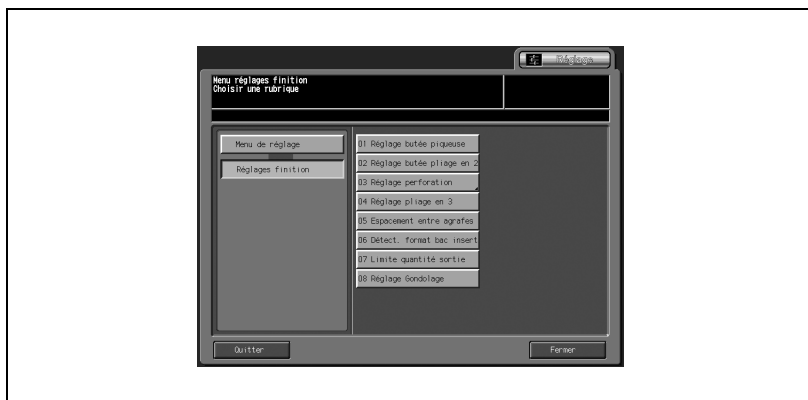 Réglage
Menu réglages finition
Choisir une rubrique
Menu de réglage
Réglages finition
01 Réglage butée piqueuse
02 Réglage butée pliage en 2
03 Réglage perforation
04 Réglage pliage en 3
05 Espacement entre agrafes
06 Détect. format bac insert
07 Limite quantité sortie
08 Réglage Gondolage
Quitter
Fermer